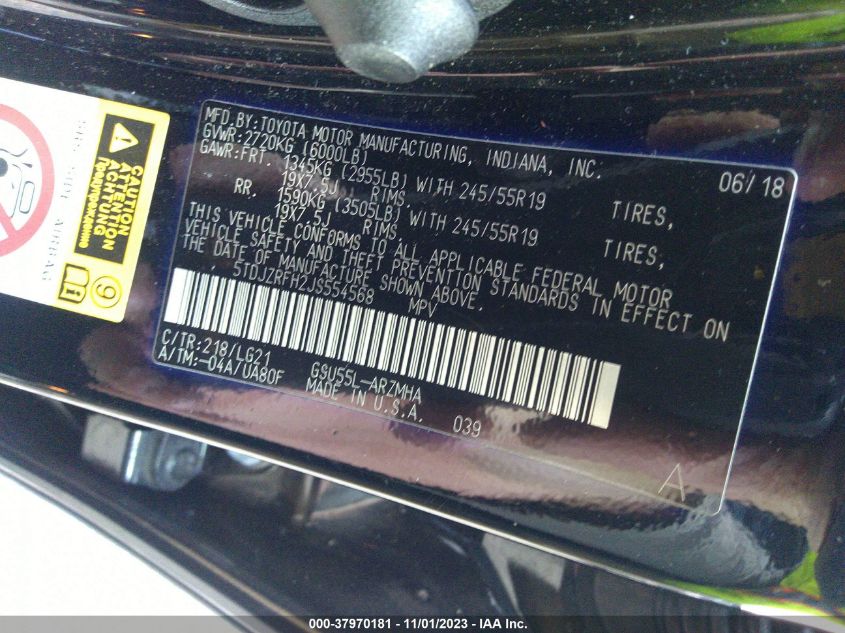 MFD.BY:TOYOTA MOTOR MANUFACTURING, INDIANA, INC. 06/18
GVWR:2720KG (6000LB)
GAWR:FRT. 1345KG (2955LB) WITH 245/55R19 TIRES,
19X7.5J RIMS
RR. 1590KG (3505LB) WITH 245/55R19 TIRES,
19X7.5J RIMS
THIS VEHICLE CONFORMS TO ALL APPLICABLE FEDERAL MOTOR
VEHICLE SAFETY AND THEFT PREVENTION STANDARDS IN EFFECT ON
THE DATE OF MANUFACTURE SHOWN ABOVE.
5TDJZRFH2JS554568 MPV
C/TR:218/LG21 GSU55L-ARZMHA
A/TM:-04A/UA80F MADE IN U.S.A. 039
A
CAUTION
ATTENTION
ACHTUNG
Предупреждение
AIRBAG
000-37970181 - 11/01/2023 - IAA Inc.